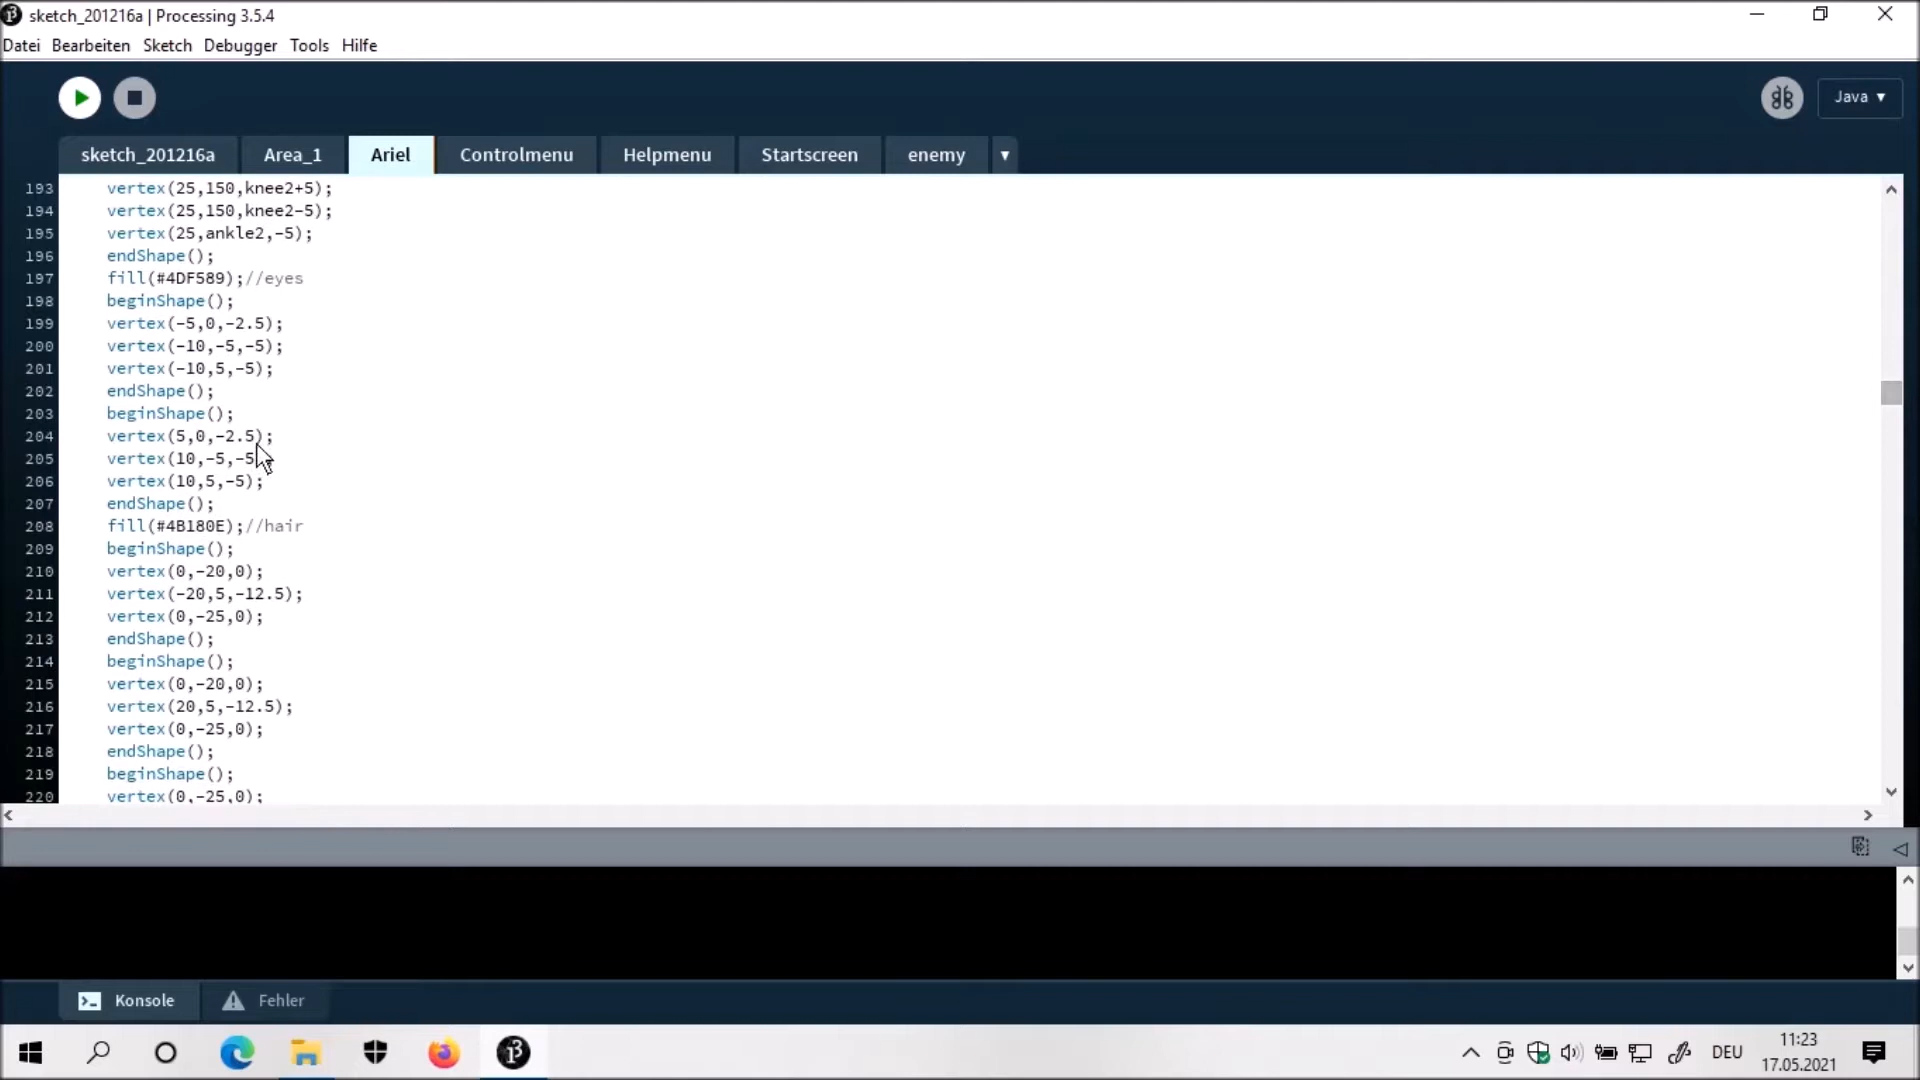 sketch_201216a | Processing 3.5.4
Datei Bearbeiten Sketch Debugger Tools Hilfe
Java ▾
sketch_201216a Area_1 Ariel Controlmenu Helpmenu Startscreen enemy ▾
193 vertex(25,150,knee2+5);
194 vertex(25,150,knee2-5);
195 vertex(25,ankle2,-5);
196 endShape();
197 fill(#4DF589);//eyes
198 beginShape();
199 vertex(-5,0,-2.5);
200 vertex(-10,-5,-5);
201 vertex(-10,5,-5);
202 endShape();
203 beginShape();
204 vertex(5,0,-2.5);
205 vertex(10,-5,-5
206 vertex(10,5,-5);
207 endShape();
208 fill(#4B180E);//hair
209 beginShape();
210 vertex(0,-20,0);
211 vertex(-20,5,-12.5);
212 vertex(0,-25,0);
213 endShape();
214 beginShape();
215 vertex(0,-20,0);
216 vertex(20,5,-12.5);
217 vertex(0,-25,0);
218 endShape();
219 beginShape();
220 vertex(0,-25,0);
Konsole Fehler
DEU
11:23
17.05.2021